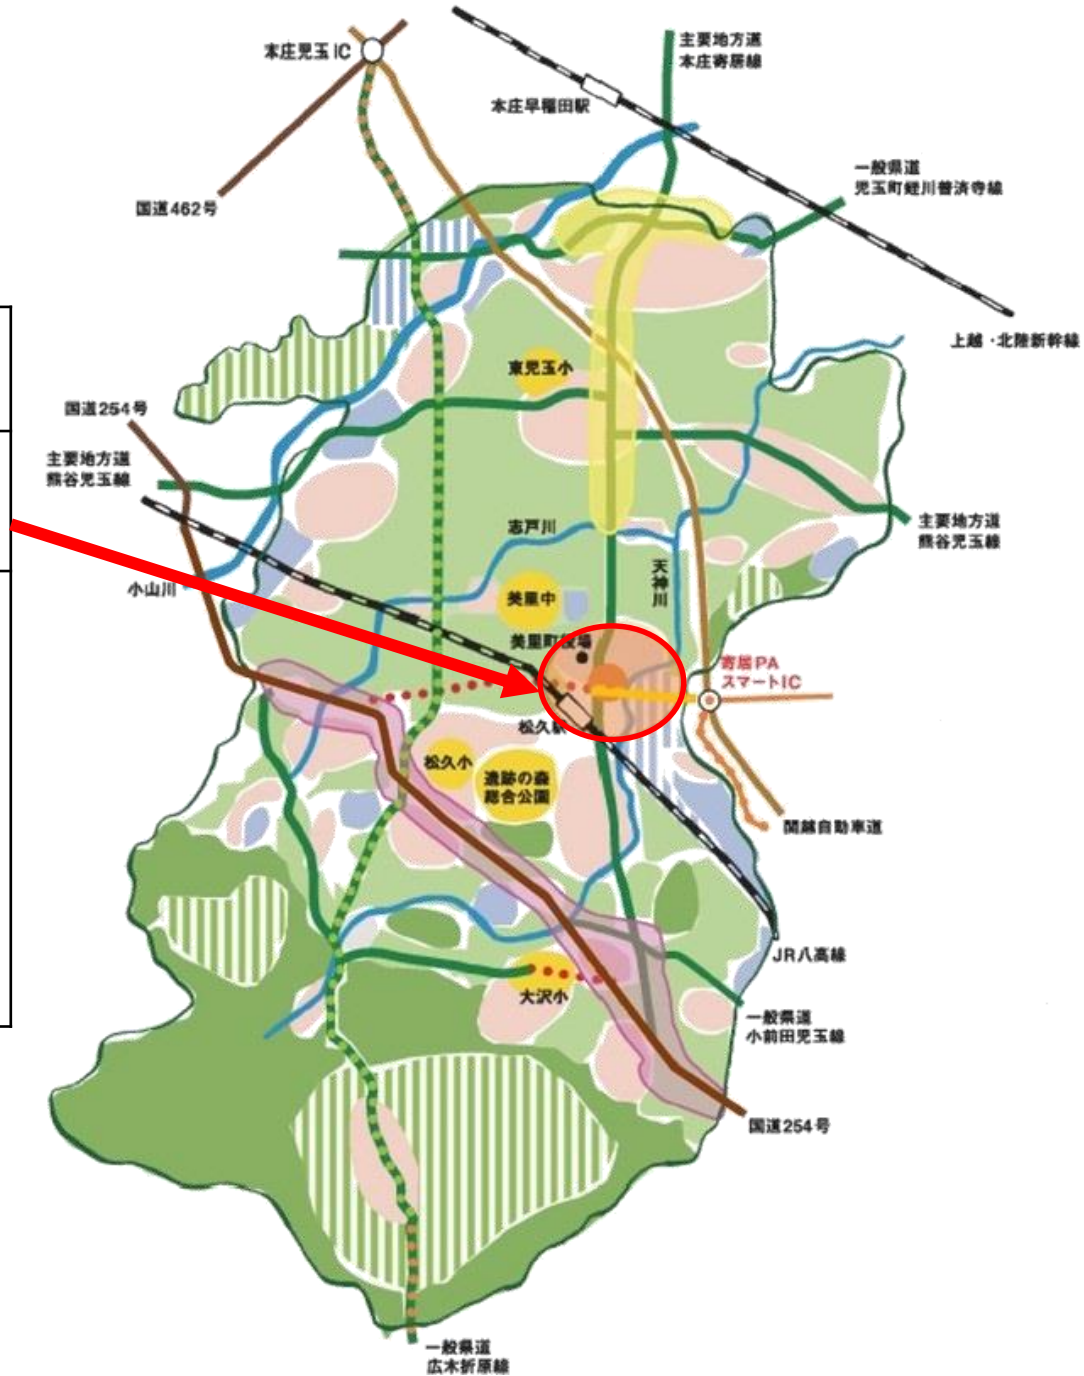 本庄児玉IC
主要地方道
本庄寄居線
本庄早稲田駅
一般県道
児玉町蛭川普済寺線
国道462号
上越・北陸新幹線
東児玉小
国道254号
主要地方道
熊谷児玉線
主要地方道
熊谷児玉線
志戸川
天神川
小山川
美里中
美里町役場
寄居PA
スマートIC
松久駅
松久小
遺跡の森
総合公園
関越自動車道
JR八高線
大沢小
一般県道
小前田児玉線
国道254号
一般県道
広木折原線